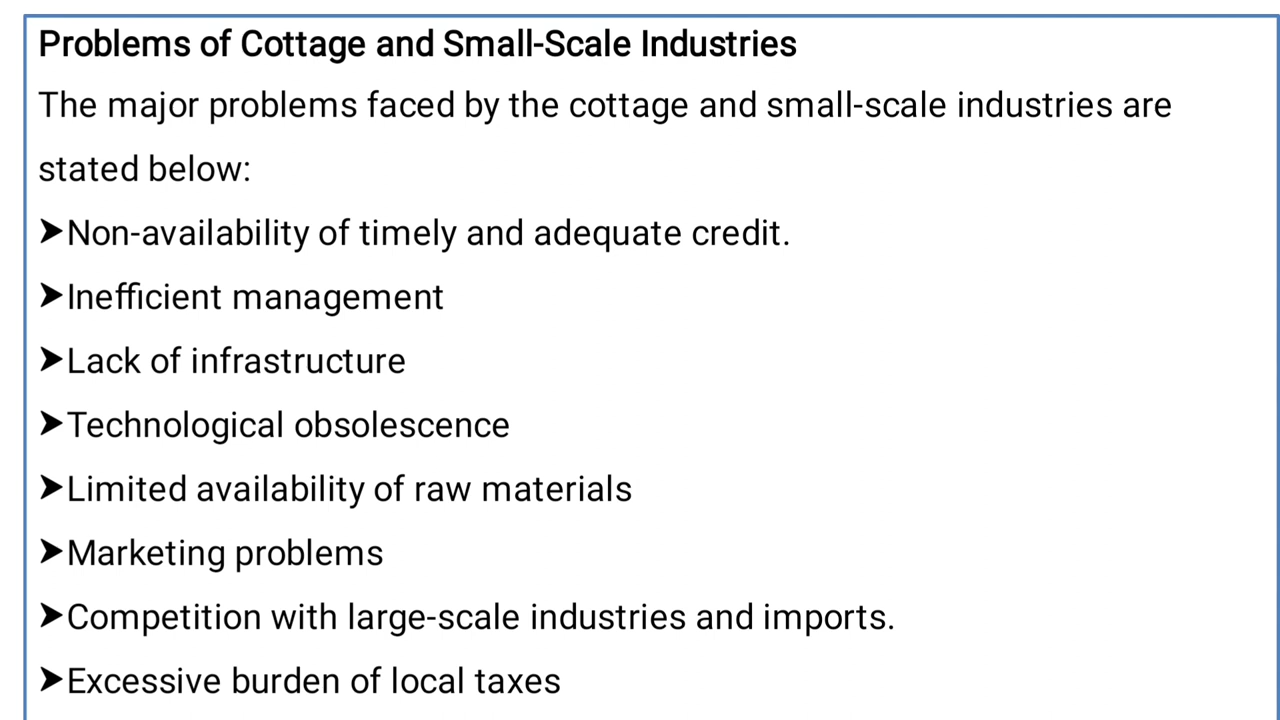 Problems of Cottage and Small-Scale Industries
The major problems faced by the cottage and small-scale industries are
stated below:
➤Non-availability of timely and adequate credit.
➤Inefficient management
➤Lack of infrastructure
➤Technological obsolescence
➤Limited availability of raw materials
➤Marketing problems
➤Competition with large-scale industries and imports.
➤Excessive burden of local taxes